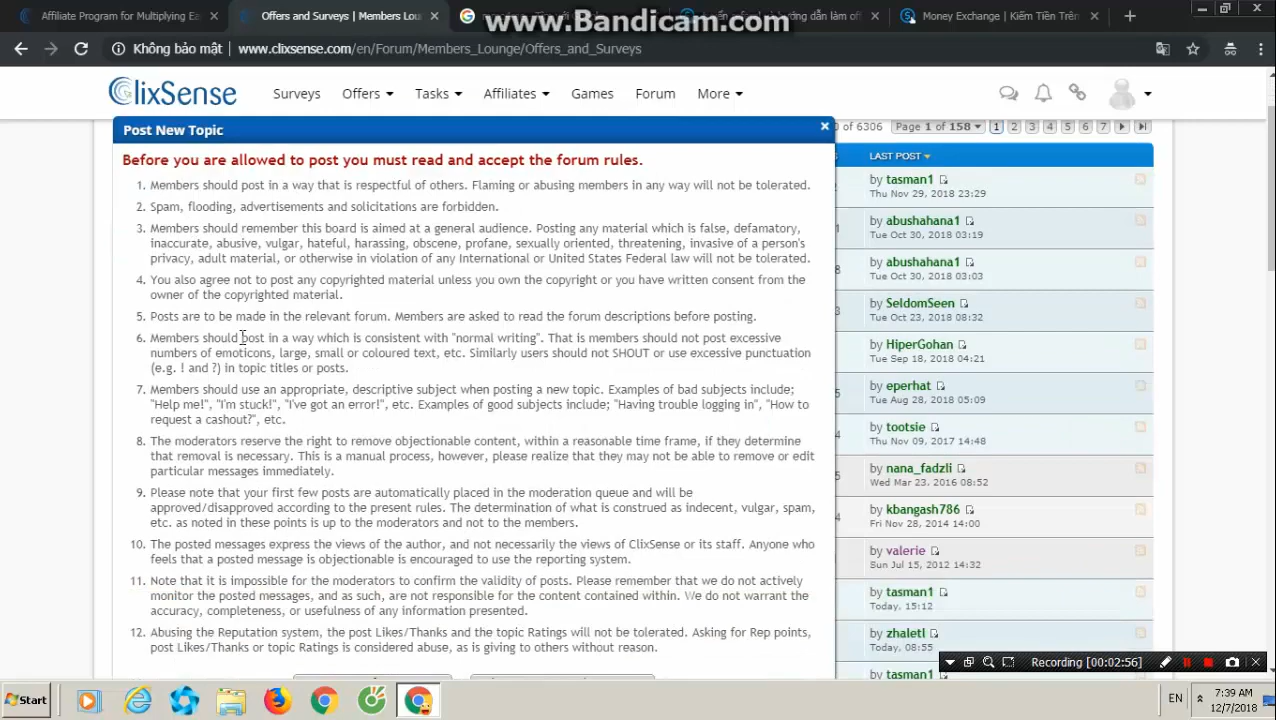 Affiliate Program for Multiplying Ea
Offers and Surveys | Members Lou
www.Bandicam.com
Money Exchange | Kiếm Tiền Trên
Không bảo mật
www.clixsense.com/en/Forum/Members_Lounge/Offers_and_Surveys
ClixSense
Surveys
Offers
Tasks
Affiliates
Games
Forum
More
Post New Topic
of 6306
Page 1 of 158
1 2 3 4 5 6 7
Before you are allowed to post you must read and accept the forum rules.
1. Members should post in a way that is respectful of others. Flaming or abusing members in any way will not be tolerated.
2. Spam, flooding, advertisements and solicitations are forbidden.
3. Members should remember this board is aimed at a general audience. Posting any material which is false, defamatory,
inaccurate, abusive, vulgar, hateful, harassing, obscene, profane, sexually oriented, threatening, invasive of a person's
privacy, adult material, or otherwise in violation of any International or United States Federal law will not be tolerated.
4. You also agree not to post any copyrighted material unless you own the copyright or you have written consent from the
owner of the copyrighted material.
5. Posts are to be made in the relevant forum. Members are asked to read the forum descriptions before posting.
6. Members should post in a way which is consistent with "normal writing". That is members should not post excessive
numbers of emoticons, large, small or coloured text, etc. Similarly users should not SHOUT or use excessive punctuation
(e.g. ! and ?) in topic titles or posts.
7. Members should use an appropriate, descriptive subject when posting a new topic. Examples of bad subjects include;
"Help me!", "I'm stuck!", "I've got an error!", etc. Examples of good subjects include; "Having trouble logging in", "How to
request a cashout?", etc.
8. The moderators reserve the right to remove objectionable content, within a reasonable time frame, if they determine
that removal is necessary. This is a manual process, however, please realize that they may not be able to remove or edit
particular messages immediately.
9. Please note that your first few posts are automatically placed in the moderation queue and will be
approved/disapproved according to the present rules. The determination of what is construed as indecent, vulgar, spam,
etc. as noted in these points is up to the moderators and not to the members.
10. The posted messages express the views of the author, and not necessarily the views of ClixSense or its staff. Anyone who
feels that a posted message is objectionable is encouraged to use the reporting system.
11. Note that it is impossible for the moderators to confirm the validity of posts. Please remember that we do not actively
monitor the posted messages, and as such, are not responsible for the content contained within. We do not warrant the
accuracy, completeness, or usefulness of any information presented.
12. Abusing the Reputation system, the post Likes/Thanks and the topic Ratings will not be tolerated. Asking for Rep points,
post Likes/Thanks or topic Ratings is considered abuse, as is giving to others without reason.
LAST POST
by tasman1
Thu Nov 29, 2018 23:29
by abushahana1
Tue Oct 30, 2018 03:19
by abushahana1
Tue Oct 30, 2018 03:03
by SeldomSeen
Thu Oct 04, 2018 14:37
by HiperGohan
Tue Sep 18, 2018 04:21
by eperhat
Tue Aug 28, 2018 05:09
by tootsie
Thu Nov 09, 2017 14:48
by nana_fadzli
Wed Mar 23, 2016 08:52
by kbangash786
Fri Nov 28, 2014 14:00
by valerie
Sun Jul 15, 2012 14:32
by tasman1
Today, 15:12
by zhaletl
Today, 08:55
by tasman1
Recording [00:02:56]
Start
EN
7:39 AM
12/7/2018